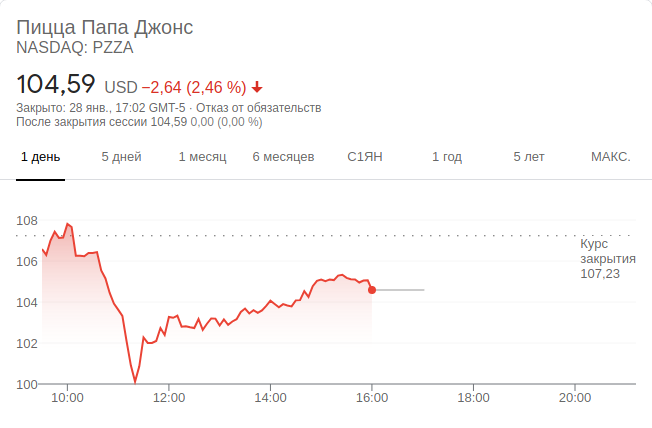 Пицца Папа Джонс
NASDAQ: PZZA
104,59 USD −2,64 (2,46 %)
Закрыто: 28 янв., 17:02 GMT-5 · Отказ от обязательств
После закрытия сессии 104,59 0,00 (0,00 %)
1 день 5 дней 1 месяц 6 месяцев С1ЯН 1 год 5 лет МАКС.
108
106
104
102
100
Курс
закрытия
107,23
10:00 12:00 14:00 16:00 18:00 20:00